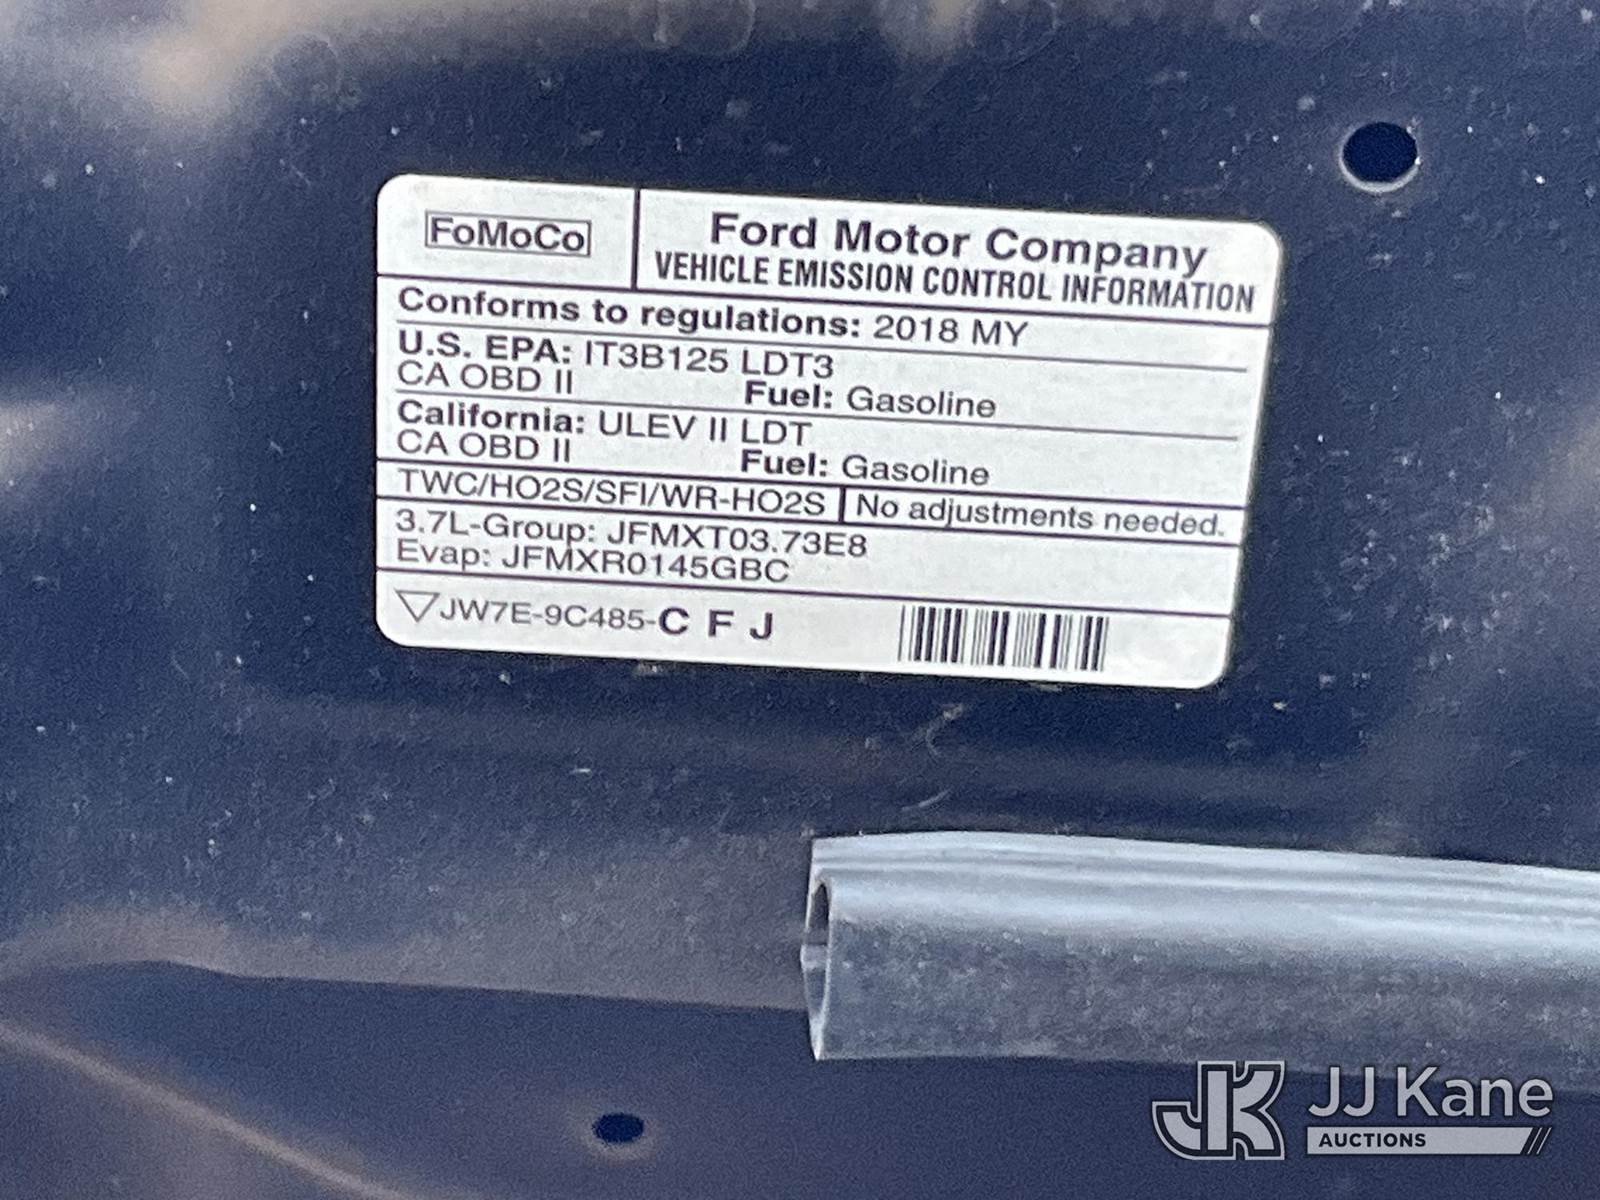 FoMoCo
Ford Motor Company
VEHICLE EMISSION CONTROL INFORMATION
Conforms to regulations: 2018 MY
U.S. EPA: IT3B125 LDT3
CA OBD II Fuel: Gasoline
California: ULEV II LDT
CA OBD II Fuel: Gasoline
TWC/HO2S/SFI/WR-HO2S No adjustments needed.
3.7L-Group: JFMXT03.73E8
Evap: JFMXR0145GBC
JW7E-9C485-C F J
JK JJ Kane
AUCTIONS